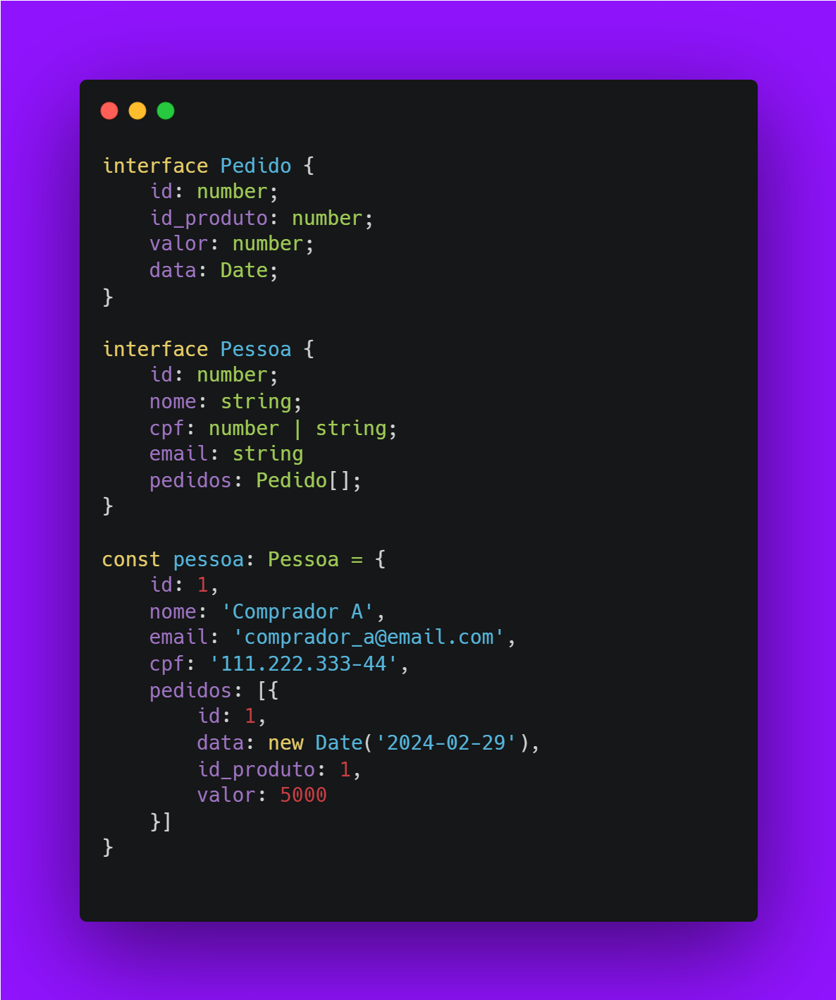 interface Pedido {
    id: number;
    id_produto: number;
    valor: number;
    data: Date;
}

interface Pessoa {
    id: number;
    nome: string;
    cpf: number | string;
    email: string
    pedidos: Pedido[];
}

const pessoa: Pessoa = {
    id: 1,
    nome: 'Comprador A',
    email: 'comprador_a@email.com',
    cpf: '111.222.333-44',
    pedidos: [{
        id: 1,
        data: new Date('2024-02-29'),
        id_produto: 1,
        valor: 5000
    }]
}